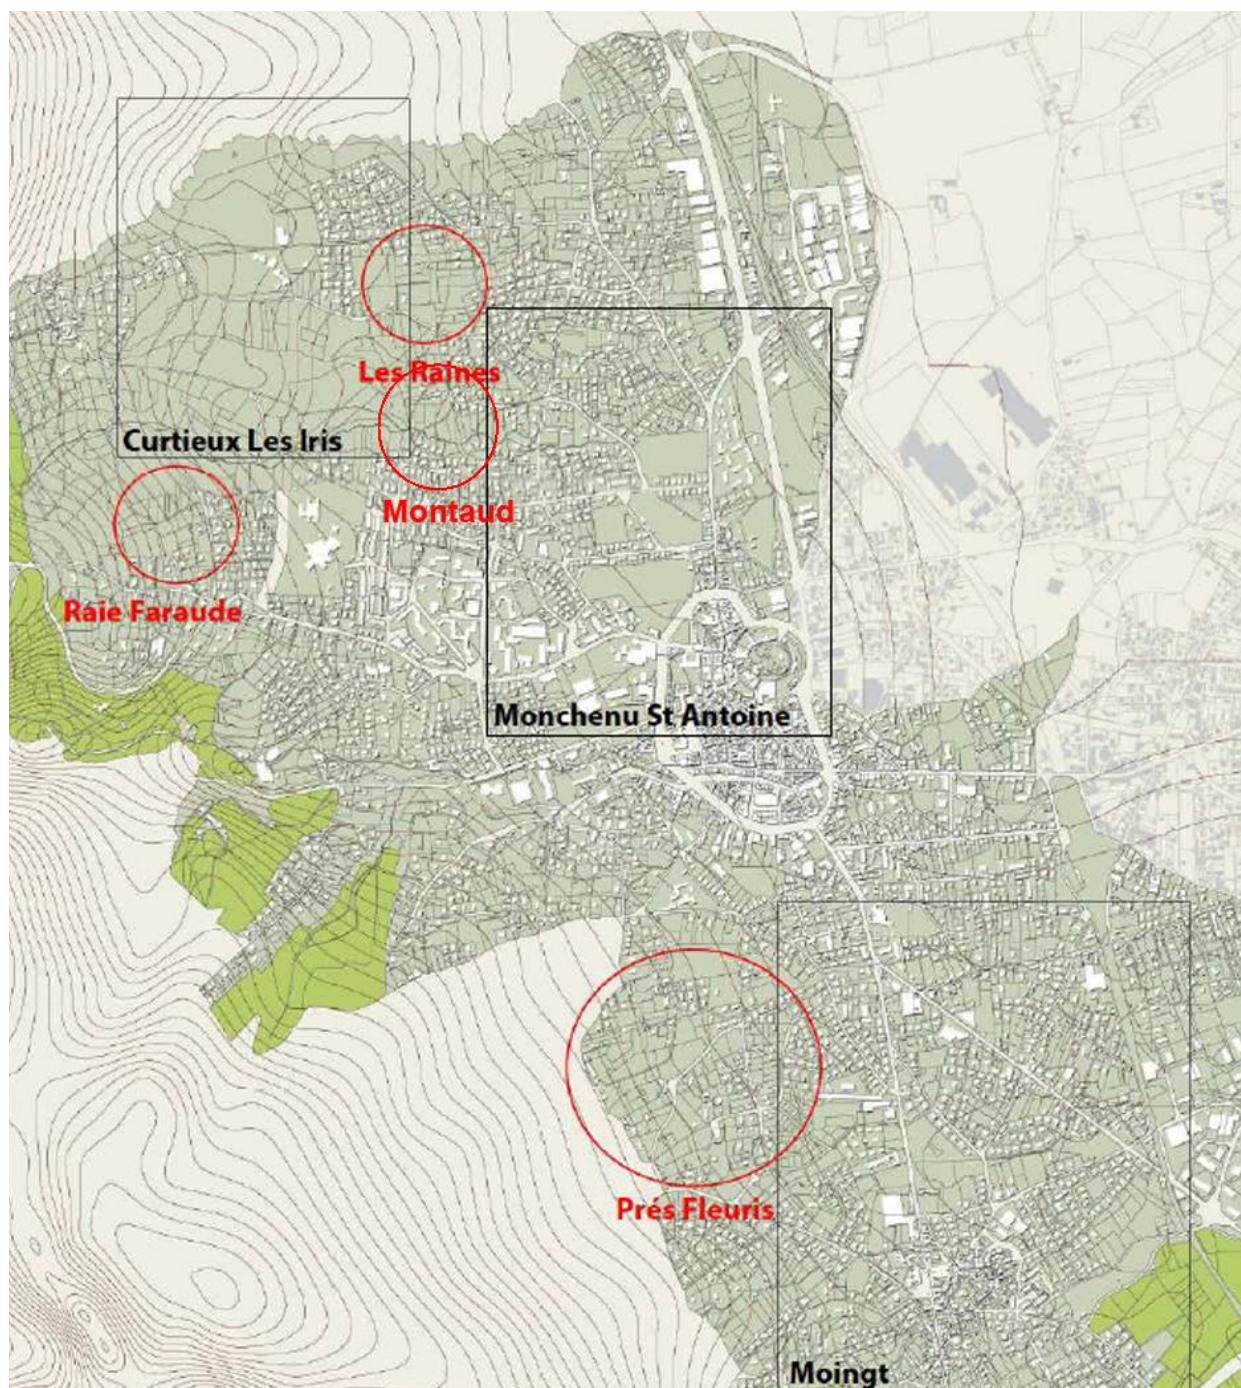 Les Raines
Curtieux Les Iris
Montaud
Raie Faraude
Monchenu St Antoine
Prés Fleuris
Moingt